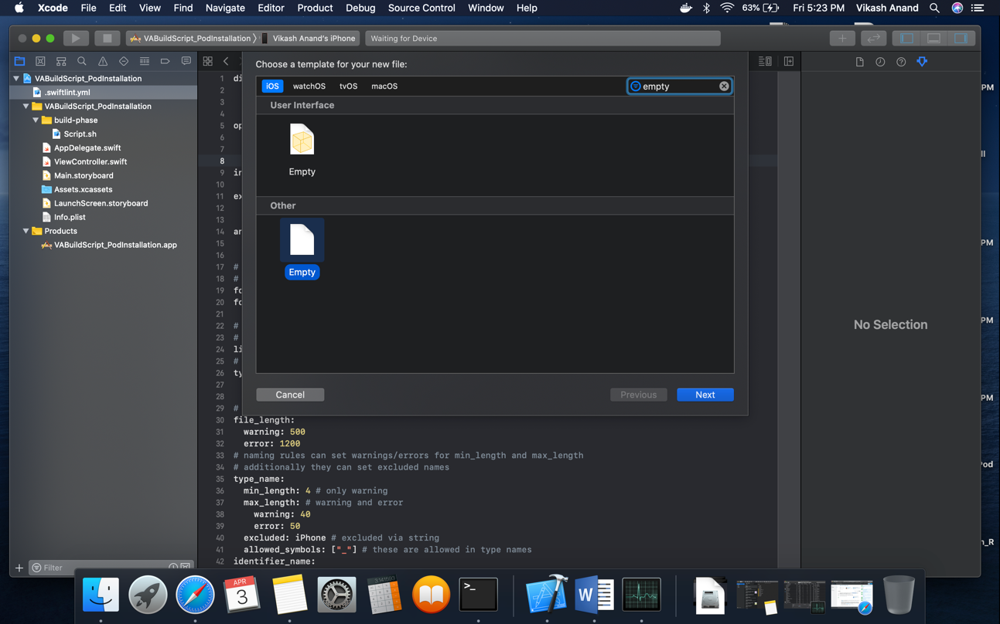 Xcode File Edit View Find Navigate Editor Product Debug Source Control Window Help 63% Fri 5:23 PM Vikash Anand
VABuildScript_PodInstallation Vikash Anand's iPhone Waiting for Device
VABuildScript_PodInstallation
.swiftlint.yml
VABuildScript_PodInstallation
build-phase
Script.sh
AppDelegate.swift
ViewController.swift
Main.storyboard
Assets.xcassets
LaunchScreen.storyboard
Info.plist
Products
VABuildScript_PodInstallation.app
Filter
Choose a template for your new file:
iOS watchOS tvOS macOS empty
User Interface
Empty
Other
Empty
Cancel Previous Next
1 di
2
3
4
5 op
6
7
8
9 in
10
11 ex
12
13
14 an
15
16
17 #
18 #
19 fo
20 fo
21
22 #
23 #
24 li
25 #
26 ty
27
28
29 #
30 file_length:
31 warning: 500
32 error: 1200
33 # naming rules can set warnings/errors for min_length and max_length
34 # additionally they can set excluded names
35 type_name:
36 min_length: 4 # only warning
37 max_length: # warning and error
38 warning: 40
39 error: 50
40 excluded: iPhone # excluded via string
41 allowed_symbols: ["_"] # these are allowed in type names
42 identifier_name:
No Selection
PM
PM
PM
PM
APR
3